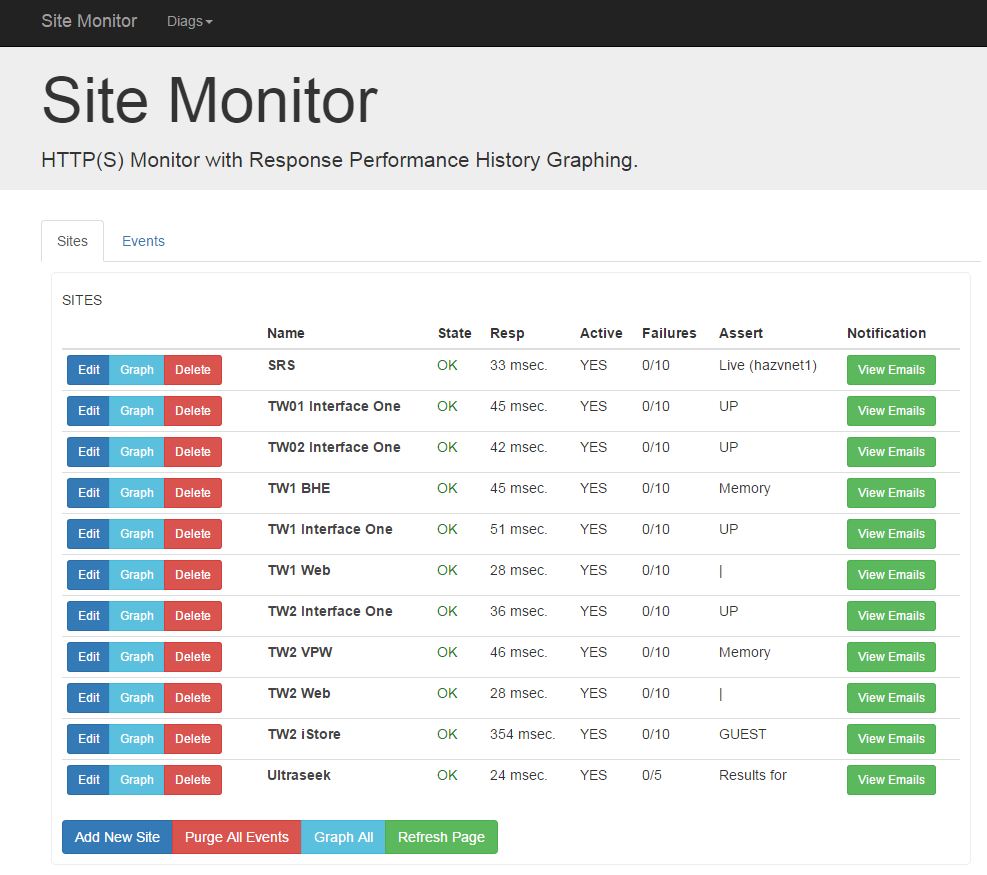 Site Monitor Diags
Site Monitor
HTTP(S) Monitor with Response Performance History Graphing.
Sites Events
SITES
Name State Resp Active Failures Assert Notification
Edit Graph Delete SRS OK 33 msec. YES 0/10 Live (hazvnet1) View Emails
Edit Graph Delete TW01 Interface One OK 45 msec. YES 0/10 UP View Emails
Edit Graph Delete TW02 Interface One OK 42 msec. YES 0/10 UP View Emails
Edit Graph Delete TW1 BHE OK 45 msec. YES 0/10 Memory View Emails
Edit Graph Delete TW1 Interface One OK 51 msec. YES 0/10 UP View Emails
Edit Graph Delete TW1 Web OK 28 msec. YES 0/10 | View Emails
Edit Graph Delete TW2 Interface One OK 36 msec. YES 0/10 UP View Emails
Edit Graph Delete TW2 VPW OK 46 msec. YES 0/10 Memory View Emails
Edit Graph Delete TW2 Web OK 28 msec. YES 0/10 | View Emails
Edit Graph Delete TW2 iStore OK 354 msec. YES 0/10 GUEST View Emails
Edit Graph Delete Ultraseek OK 24 msec. YES 0/5 Results for View Emails
Add New Site Purge All Events Graph All Refresh Page